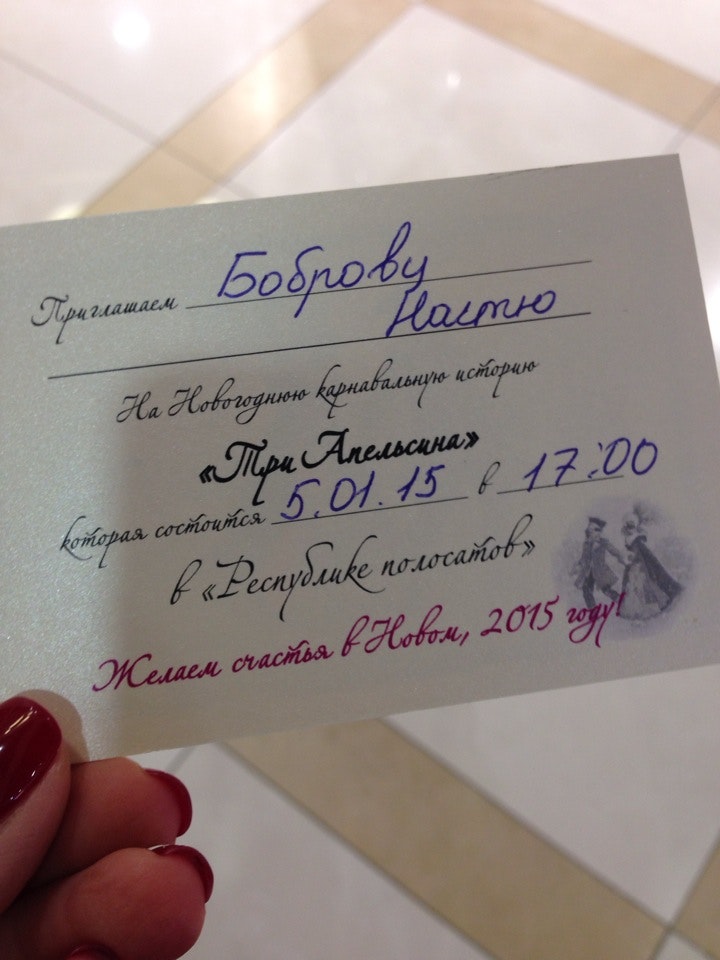 Приглашаем Боброву
Настю
На Новогоднюю карнавальную историю
«Три Апельсина»
которая состоится 5.01.15 в 17:00
в «Республике полосатов»
Желаем счастья в Новом, 2015 году!